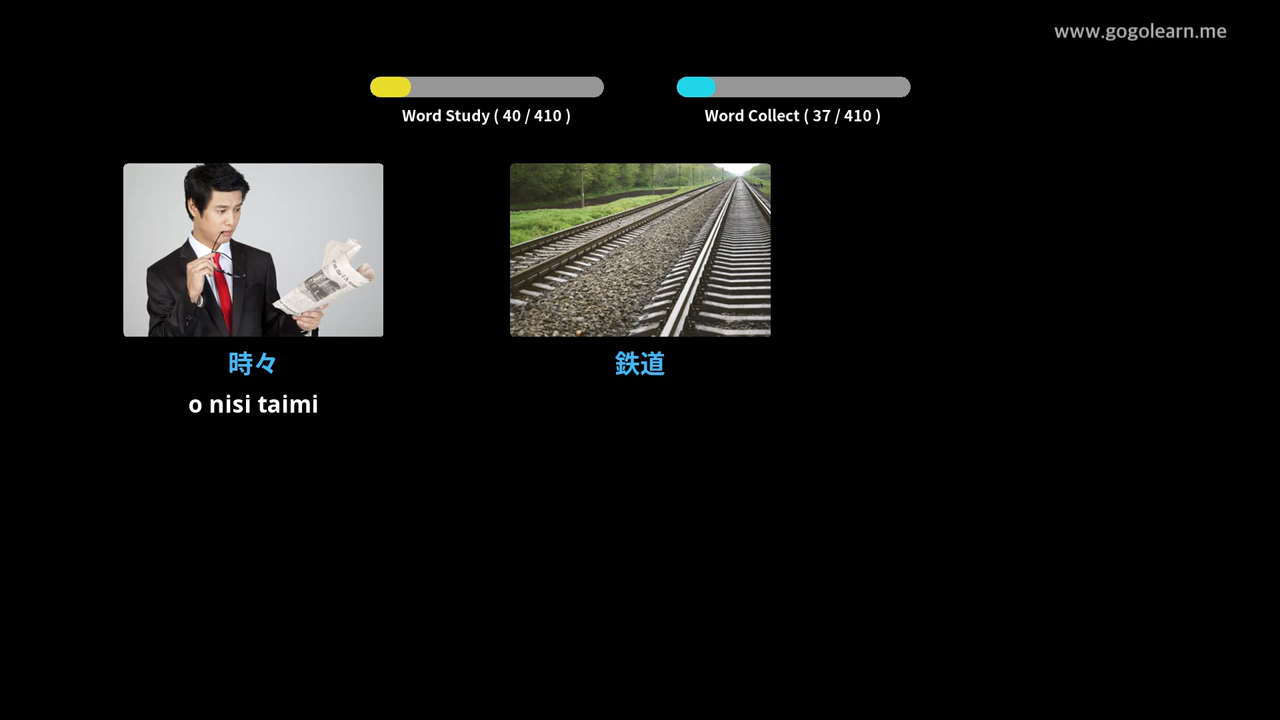 www.gogolearn.me
Word Study ( 40 / 410 )
Word Collect ( 37 / 410 )
時々
鉄道
o nisi taimi